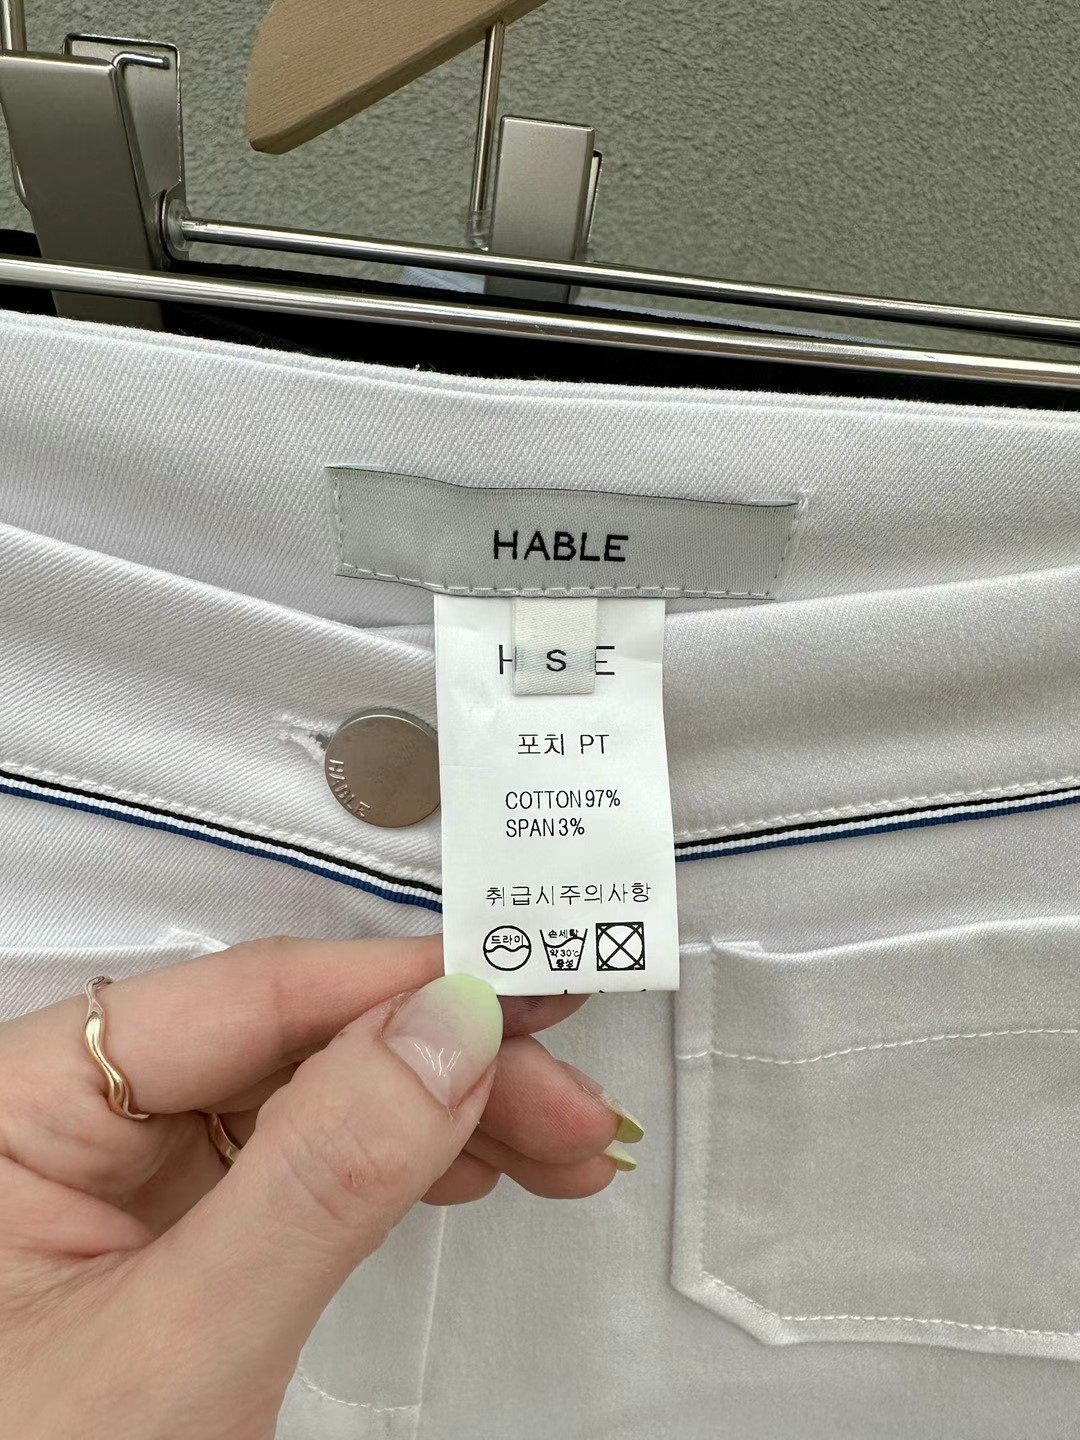 HABLE
S
포치 PT
COTTON 97%
SPAN 3%
HABLE
취급시주의사항
드라이
손세탁
약 30℃
중성